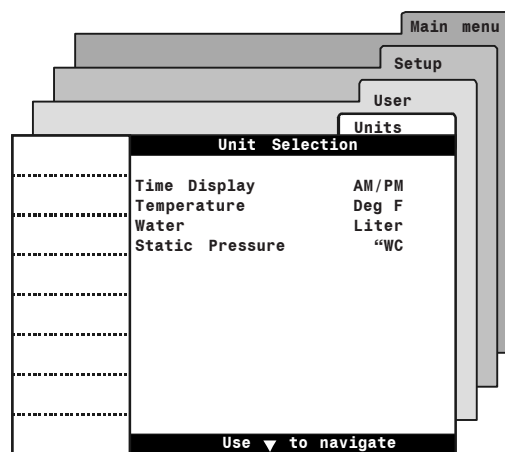 Main menu
Setup
User
Units
Unit Selection
Time Display AM/PM
Temperature Deg F
Water Liter
Static Pressure “WC
Use ▼ to navigate